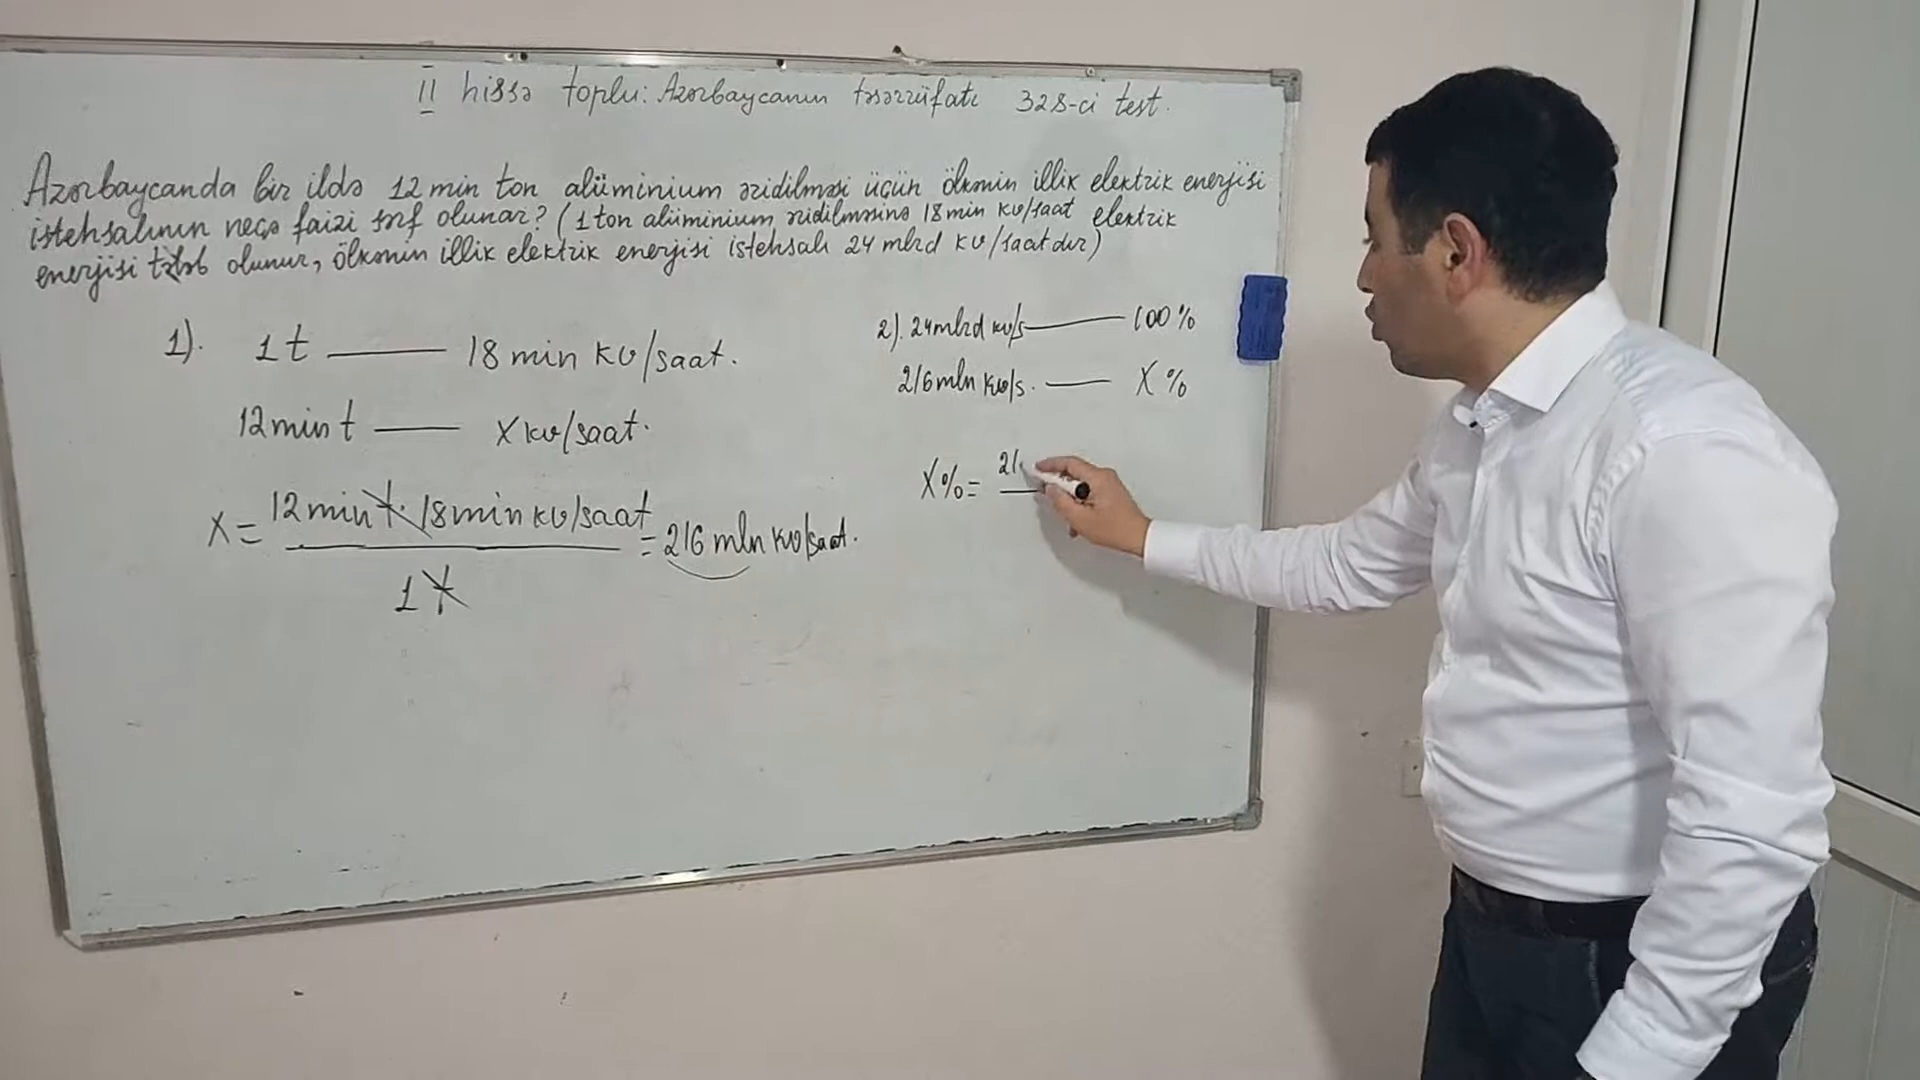 II hissə toplu: Azərbaycanın təsərrüfatı 328-ci test.
Azərbaycanda bir ildə 12 min ton alüminium əridilməsi üçün ölkənin illik elektrik enerjisi
istehsalının neçə faizi sərf olunar? (1 ton alüminium əridilməsinə 18 min kv/saat elektrik
enerjisi tələb olunur, ölkənin illik elektrik enerjisi istehsalı 24 mlrd kv/saatdır)
1). 1t —— 18 min kv/saat.
12 min t —— X kv/saat.
X = 12 min t · 18 min kv/saat = 216 mln kv/saat.
1 t
2). 24 mlrd kv/s —— 100%
216 mln kv/s. —— X%
X% = 21